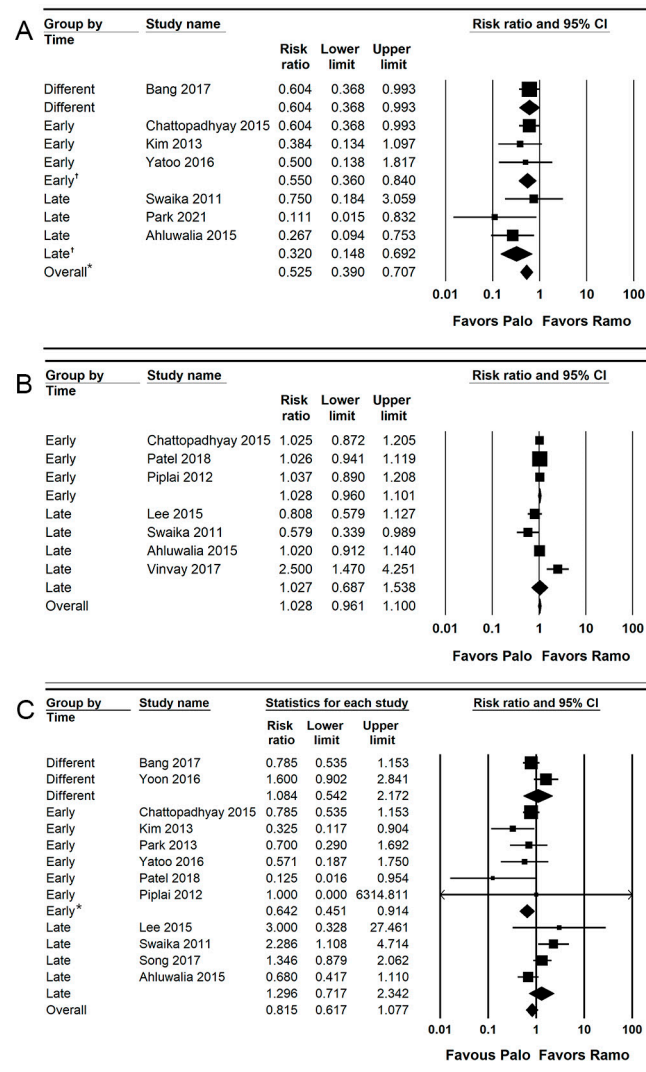 A
Group by Study name Risk ratio and 95% CI
Time
Risk Lower Upper
ratio limit limit
Different Bang 2017 0.604 0.368 0.993
Different 0.604 0.368 0.993
Early Chattopadhyay 2015 0.604 0.368 0.993
Early Kim 2013 0.384 0.134 1.097
Early Yatoo 2016 0.500 0.138 1.817
Early† 0.550 0.360 0.840
Late Swaika 2011 0.750 0.184 3.059
Late Park 2021 0.111 0.015 0.832
Late Ahluwalia 2015 0.267 0.094 0.753
Late† 0.320 0.148 0.692
Overall* 0.525 0.390 0.707
0.01 0.1 1 10 100
Favors Palo Favors Ramo
B
Group by Study name Risk ratio and 95% CI
Time
Risk Lower Upper
ratio limit limit
Early Chattopadhyay 2015 1.025 0.872 1.205
Early Patel 2018 1.026 0.941 1.119
Early Piplai 2012 1.037 0.890 1.208
Early 1.028 0.960 1.101
Late Lee 2015 0.808 0.579 1.127
Late Swaika 2011 0.579 0.339 0.989
Late Ahluwalia 2015 1.020 0.912 1.140
Late Vinvay 2017 2.500 1.470 4.251
Late 1.027 0.687 1.538
Overall 1.028 0.961 1.100
0.01 0.1 1 10 100
Favors Palo Favors Ramo
C
Group by Study name Statistics for each study Risk ratio and 95% CI
Time
Risk Lower Upper
ratio limit limit
Different Bang 2017 0.785 0.535 1.153
Different Yoon 2016 1.600 0.902 2.841
Different 1.084 0.542 2.172
Early Chattopadhyay 2015 0.785 0.535 1.153
Early Kim 2013 0.325 0.117 0.904
Early Park 2013 0.700 0.290 1.692
Early Yatoo 2016 0.571 0.187 1.750
Early Patel 2018 0.125 0.016 0.954
Early Piplai 2012 1.000 0.000 6314.811
Early* 0.642 0.451 0.914
Late Lee 2015 3.000 0.328 27.461
Late Swaika 2011 2.286 1.108 4.714
Late Song 2017 1.346 0.879 2.062
Late Ahluwalia 2015 0.680 0.417 1.110
Late 1.296 0.717 2.342
Overall 0.815 0.617 1.077
0.01 0.1 1 10 100
Favous Palo Favors Ramo